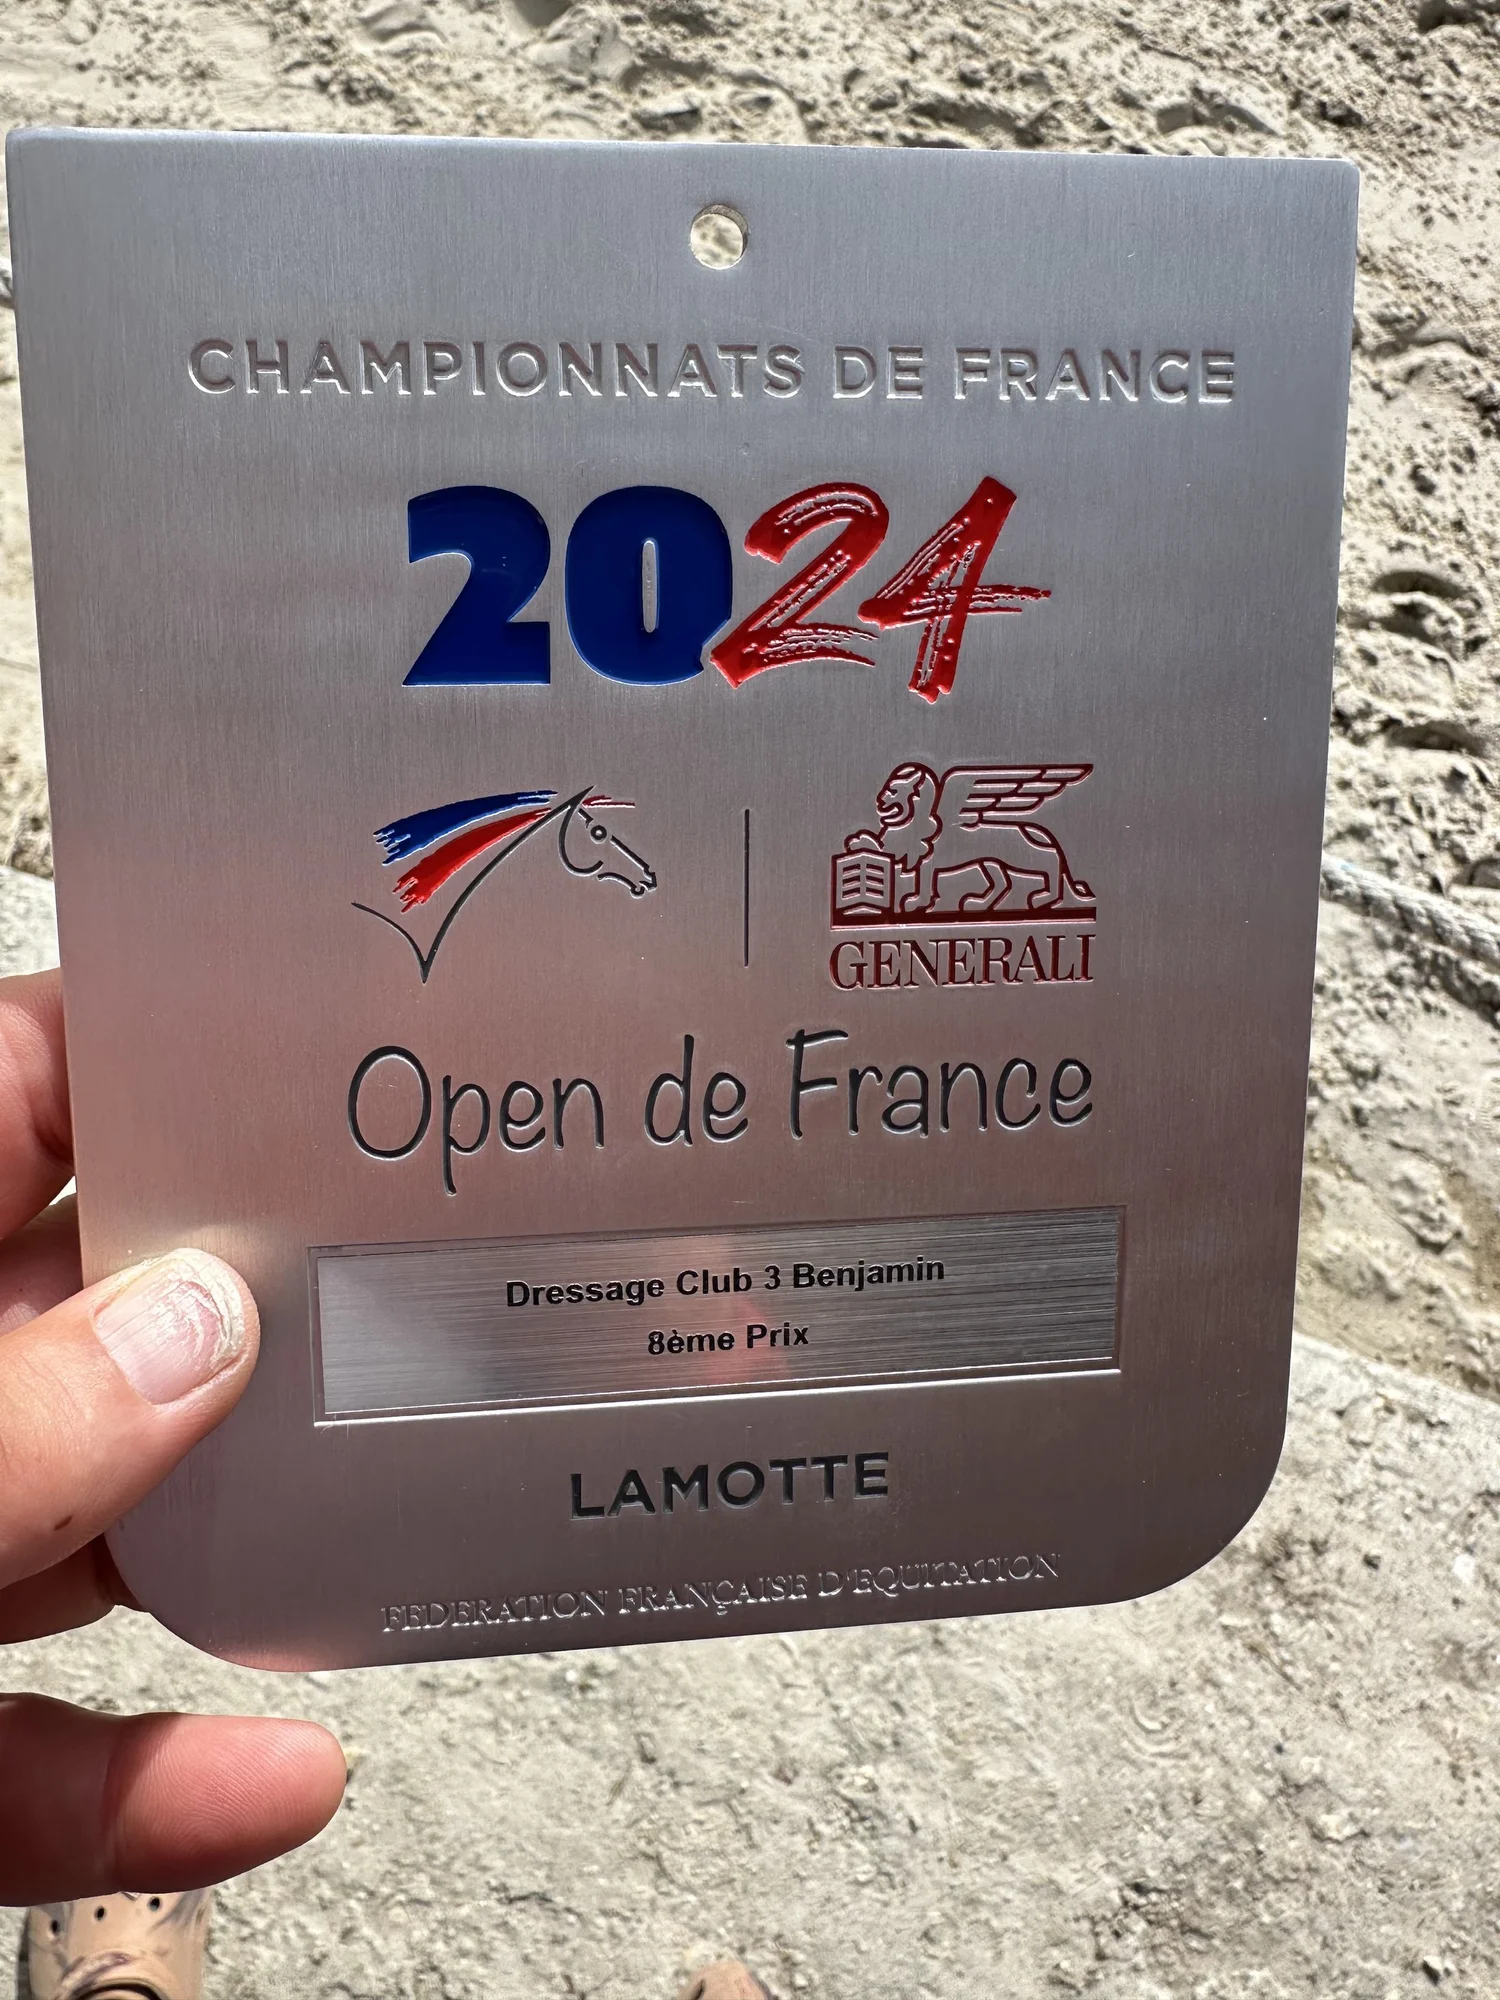 CHAMPIONNATS DE FRANCE
2024
GENERALI
Open de France
Dressage Club 3 Benjamin
8ème Prix
LAMOTTE
FEDERATION FRANÇAISE D'EQUITATION